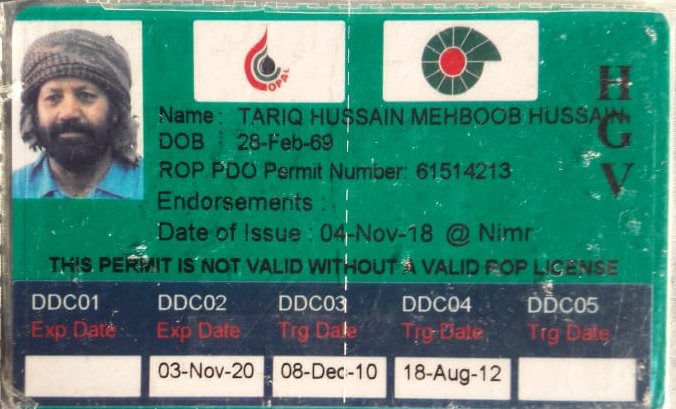 OPAL
Name : TARIQ HUSSAIN MEHBOOB HUSSAIN
DOB 28-Feb-69
ROP PDO Permit Number: 61514213
Endorsements :
Date of Issue : 04-Nov-18 @ Nimr
HGV
THIS PERMIT IS NOT VALID WITHOUT A VALID ROP LICENSE
DDC01 DDC02 DDC03 DDC04 DDC05
Exp Date Exp Date Trg Date Trg Date Trg Date
03-Nov-20 08-Dec-10 18-Aug-12